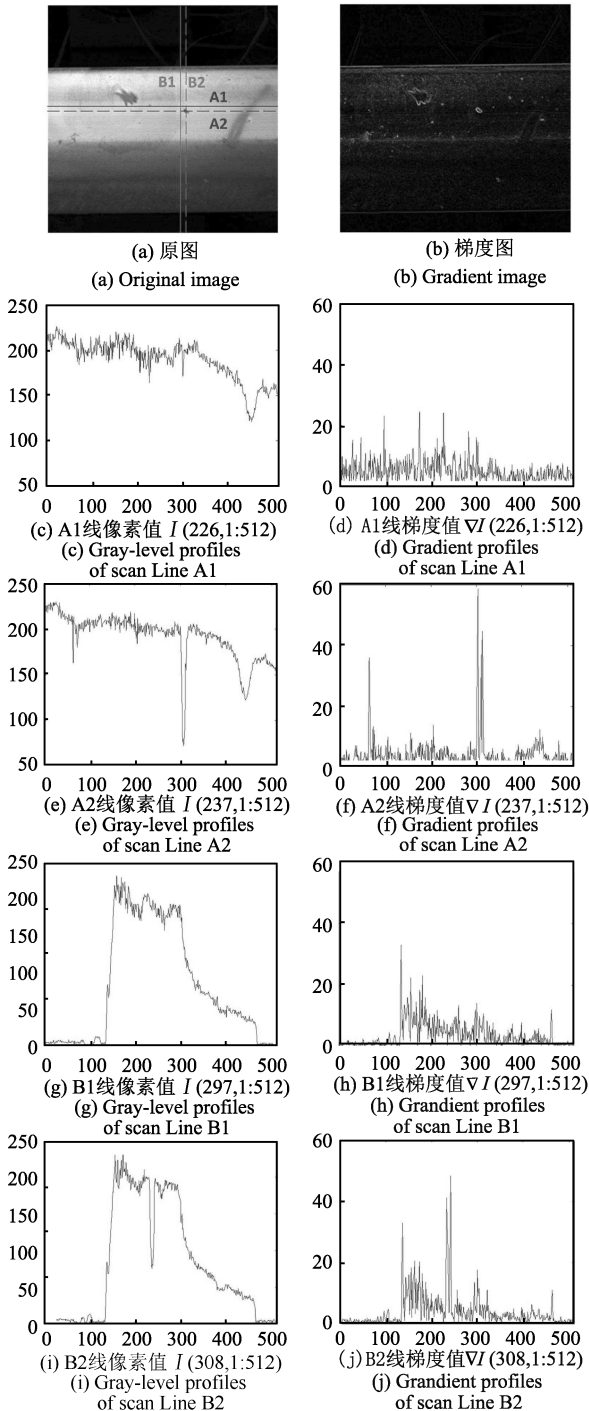 B1 B2
A1
A2
(a) 原图
(a) Original image
(b) 梯度图
(b) Gradient image
250
200
150
100
50
0 100 200 300 400 500
(c) A1线像素值 I (226,1:512)
(c) Gray-level profiles
of scan Line A1
60
40
20
0
0 100 200 300 400 500
(d) A1线梯度值∇I (226,1:512)
(d) Gradient profiles
of scan Line A1
250
200
150
100
50
0 100 200 300 400 500
(e) A2线像素值 I (237,1:512)
(e) Gray-level profiles
of scan Line A2
60
40
20
0
0 100 200 300 400 500
(f) A2线梯度值∇I (237,1:512)
(f) Gradient profiles
of scan Line A2
250
200
150
100
50
0
0 100 200 300 400 500
(g) B1线像素值 I (297,1:512)
(g) Gray-level profiles
of scan Line B1
60
40
20
0
0 100 200 300 400 500
(h) B1线梯度值∇I (297,1:512)
(h) Grandient profiles
of scan Line B1
250
200
150
100
50
0
0 100 200 300 400 500
(i) B2线像素值 I (308,1:512)
(i) Gray-level profiles
of scan Line B2
60
40
20
0
0 100 200 300 400 500
(j) B2线梯度值∇I (308,1:512)
(j) Grandient profiles
of scan Line B2